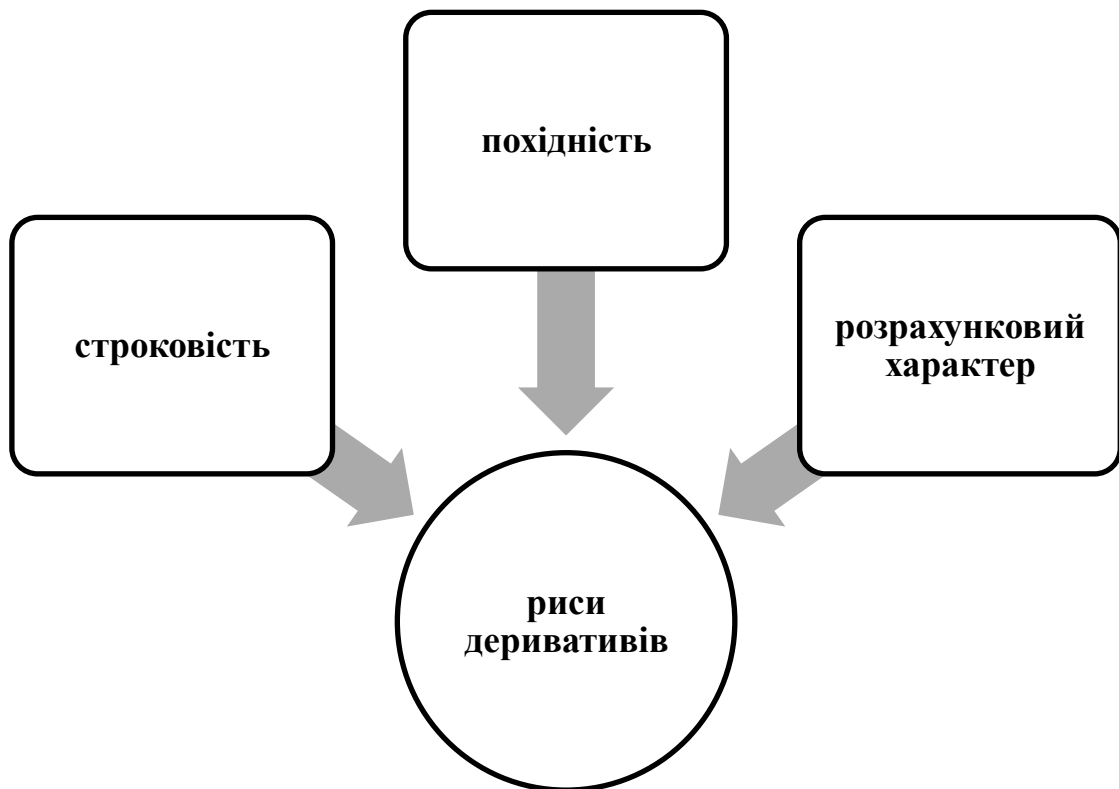 похідність
строковість
розрахунковий
характер
риси
деривативів